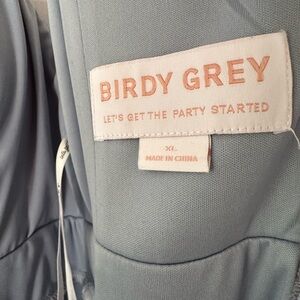 BIRDY GREY
LET'S GET THE PARTY STARTED
XL
MADE IN CHINA